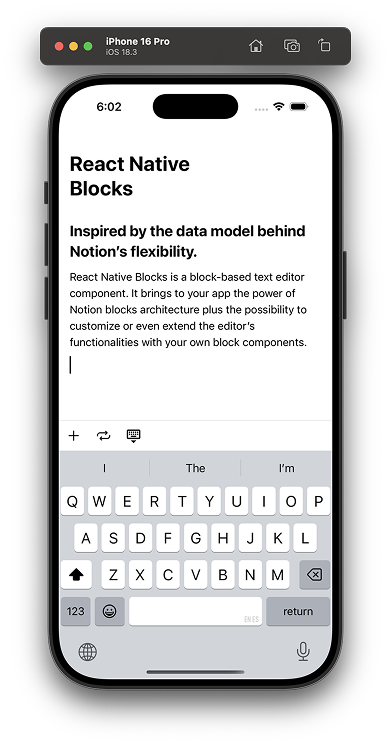 iPhone 16 Pro
iOS 18.3
6:02
React Native
Blocks
Inspired by the data model behind
Notion's flexibility.
React Native Blocks is a block-based text editor
component. It brings to your app the power of
Notion blocks architecture plus the possibility to
customize or even extend the editor's
functionalities with your own block components.
I The I'm
Q W E R T Y U I O P
A S D F G H J K L
Z X C V B N M
123 EN ES return